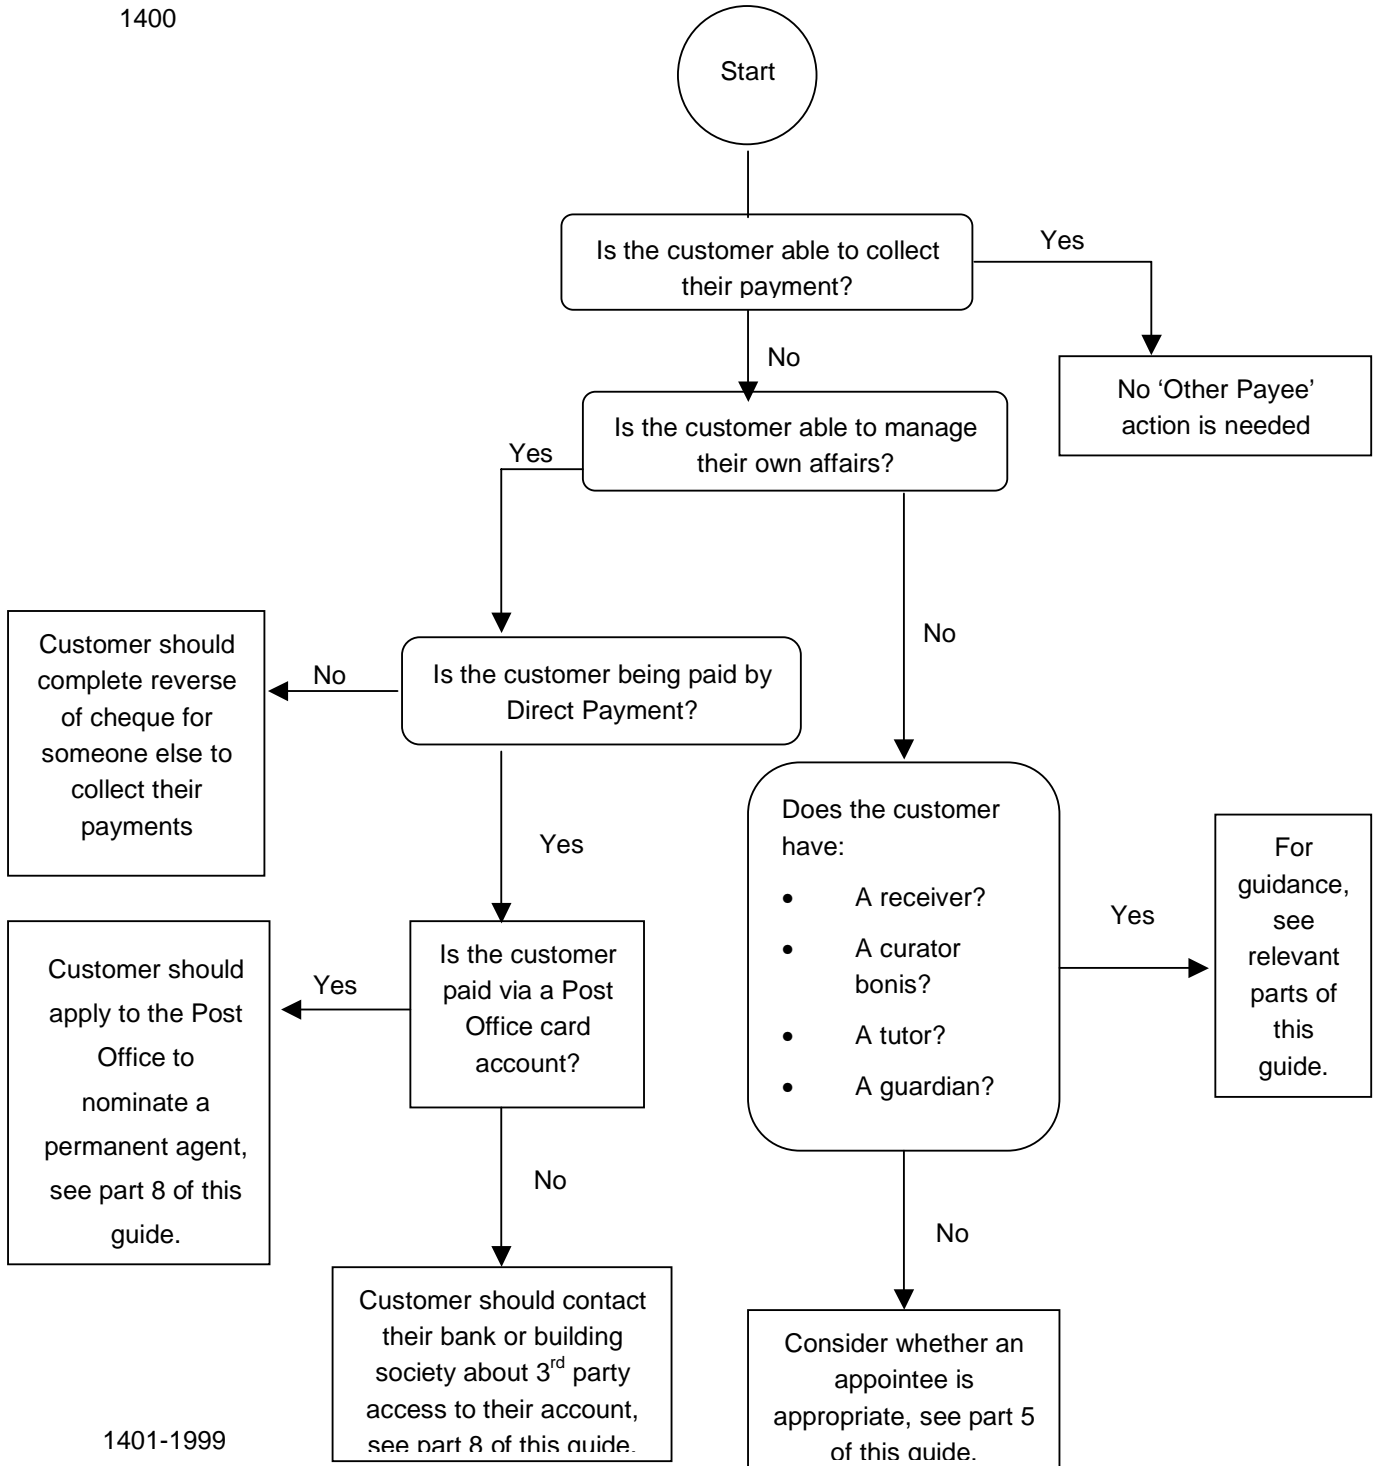 1400
Start
Is the customer able to collect
their payment?
Yes
No
No ‘Other Payee’
action is needed
Is the customer able to manage
their own affairs?
Yes
No
Is the customer being paid by
Direct Payment?
No
Customer should
complete reverse
of cheque for
someone else to
collect their
payments
Yes
Is the customer
paid via a Post
Office card
account?
Yes
Customer should
apply to the Post
Office to
nominate a
permanent agent,
see part 8 of this
guide.
No
Customer should contact
their bank or building
society about 3rd party
access to their account,
see part 8 of this guide.
Does the customer
have:
• A receiver?
• A curator
bonis?
• A tutor?
• A guardian?
Yes
For
guidance,
see
relevant
parts of
this
guide.
No
Consider whether an
appointee is
appropriate, see part 5
of this guide.
1401-1999